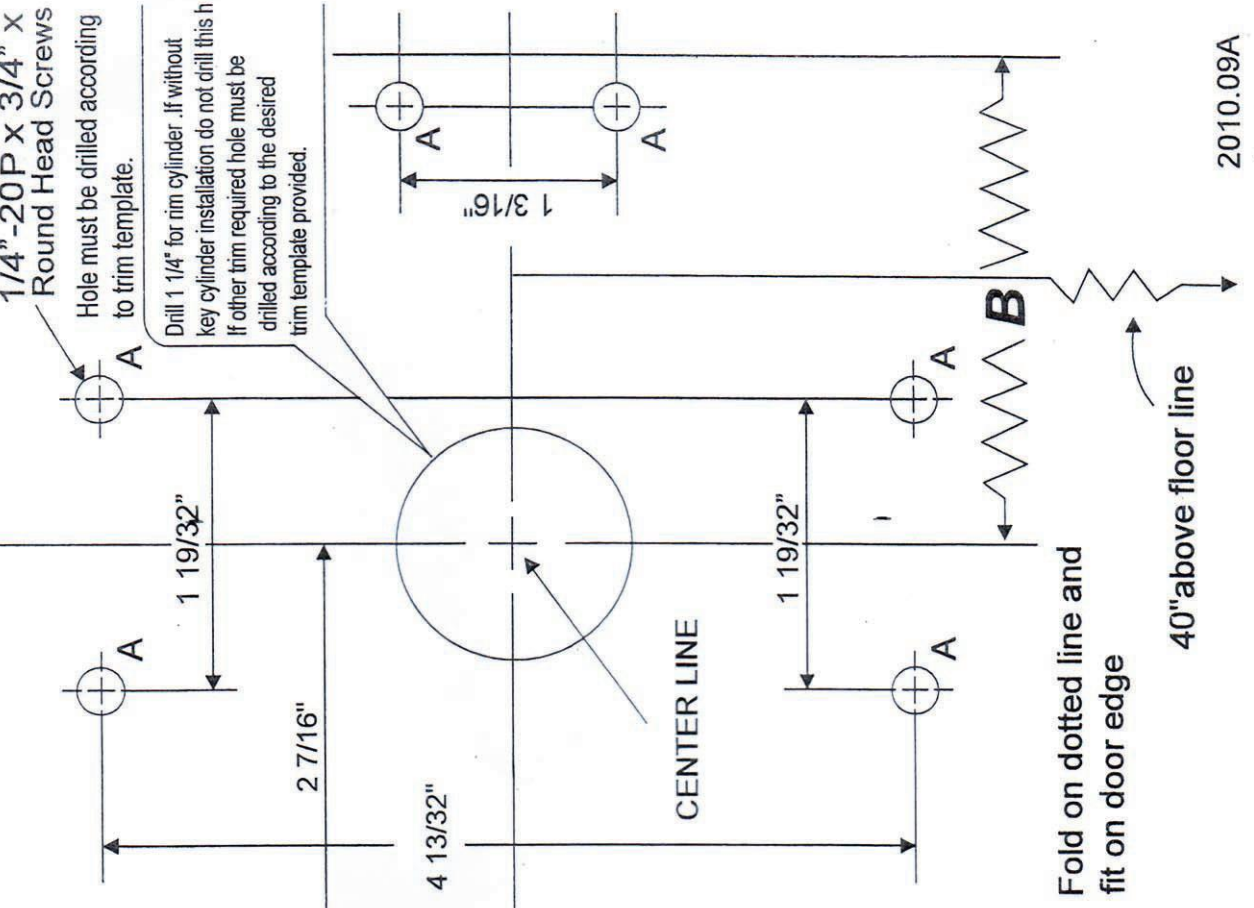 1/4"-20P x 3/4" x
Round Head Screws
Hole must be drilled according
to trim template.
Drill 1 1/4" for rim cylinder .If without
key cylinder installation do not drill this h
If other trim required hole must be
drilled according to the desired
trim template provided.
A
A
A
A
1 3/16"
A
A
1 19/32"
2 7/16"
4 13/32"
1 19/32"
CENTER LINE
B
Fold on dotted line and
fit on door edge
40"above floor line
2010.09A